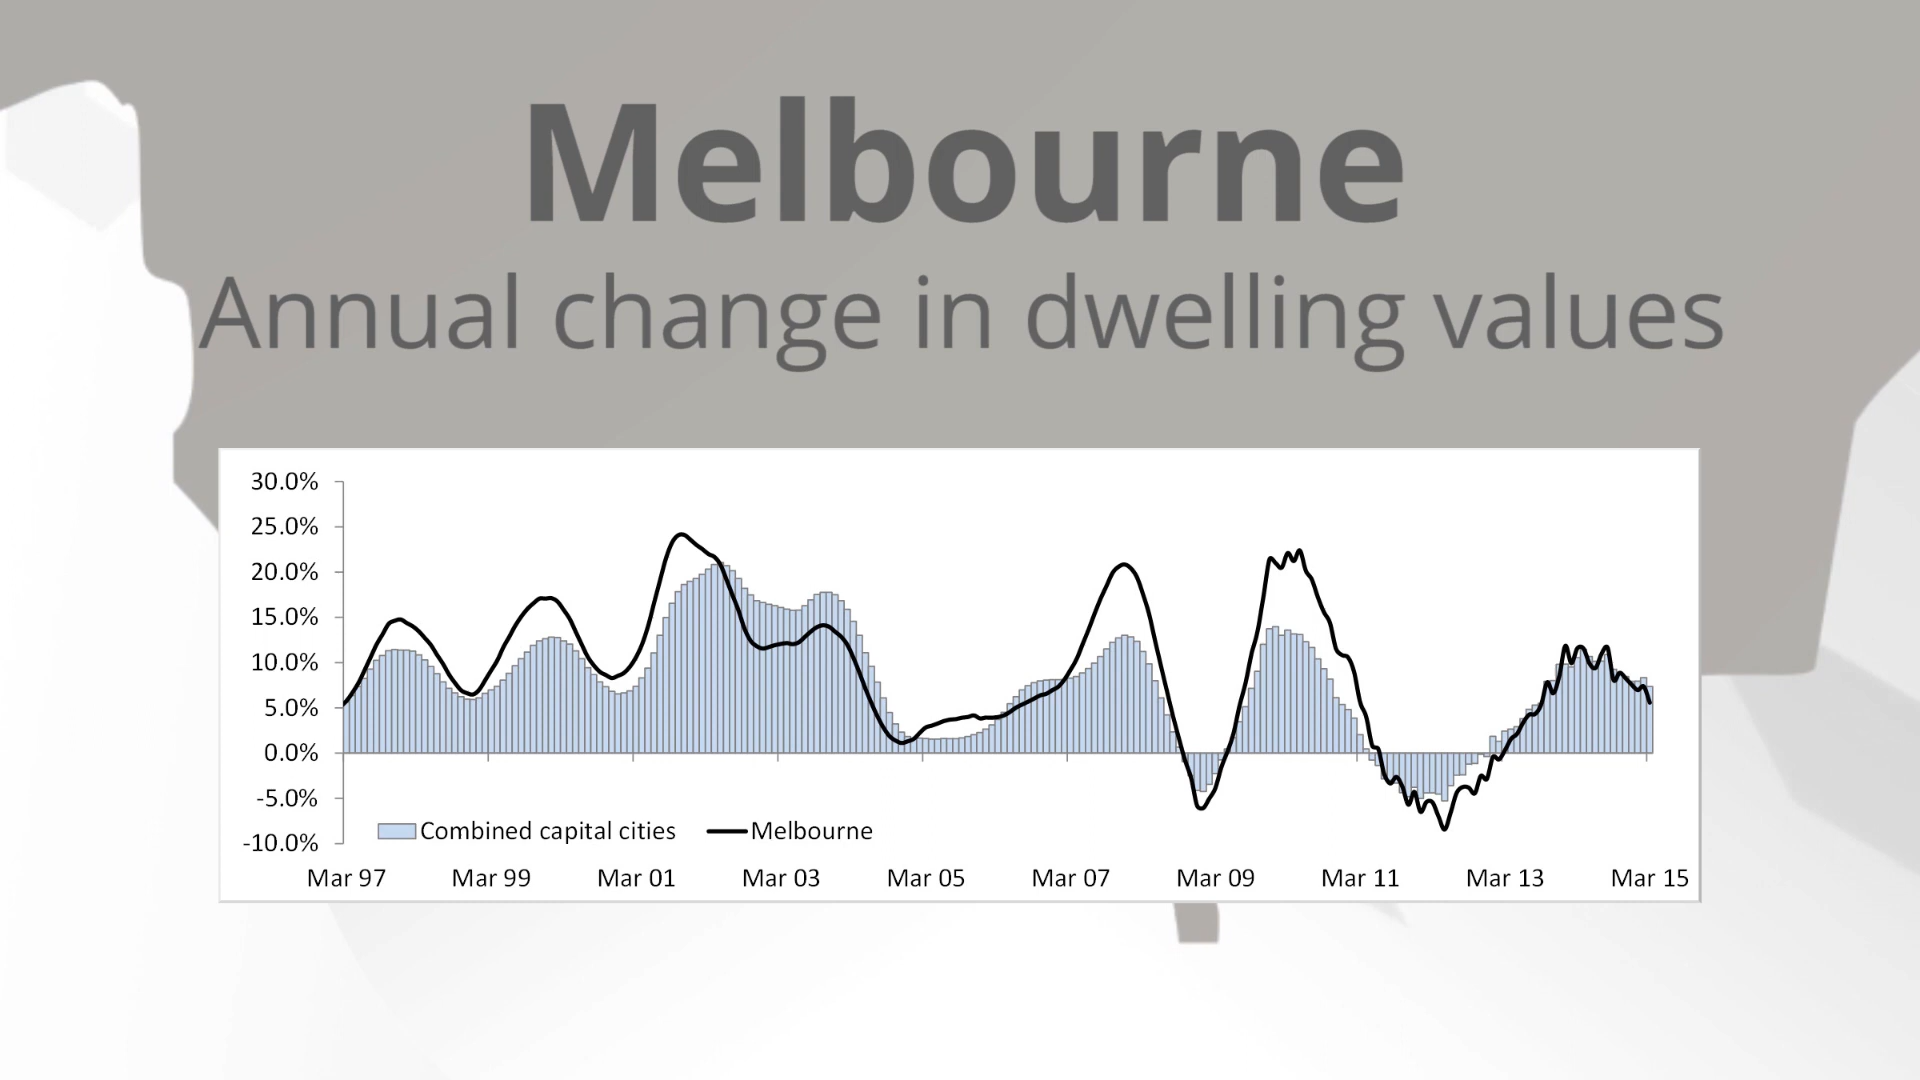 Melbourne
Annual change in dwelling values
30.0%
25.0%
20.0%
15.0%
10.0%
5.0%
0.0%
-5.0%
-10.0%
Combined capital cities Melbourne
Mar 97 Mar 99 Mar 01 Mar 03 Mar 05 Mar 07 Mar 09 Mar 11 Mar 13 Mar 15